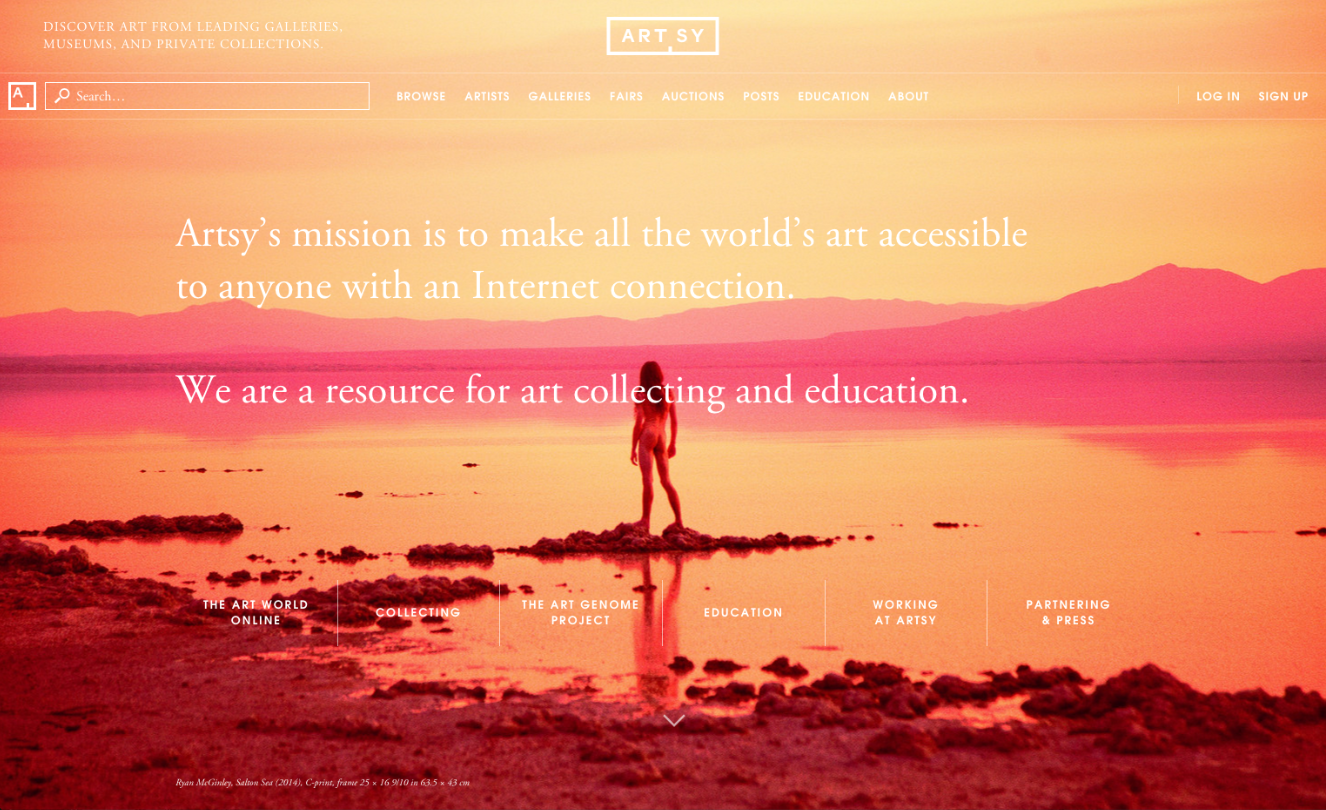 DISCOVER ART FROM LEADING GALLERIES,
MUSEUMS, AND PRIVATE COLLECTIONS.
ART,SY
A,
Search…
BROWSE ARTISTS GALLERIES FAIRS AUCTIONS POSTS EDUCATION ABOUT
LOG IN SIGN UP
Artsy’s mission is to make all the world’s art accessible
to anyone with an Internet connection.
We are a resource for art collecting and education.
THE ART WORLD
ONLINE
COLLECTING
THE ART GENOME
PROJECT
EDUCATION
WORKING
AT ARTSY
PARTNERING
& PRESS
Ryan McGinley, Salton Sea (2014), C-print, frame 25 × 16 9/10 in 63.5 × 43 cm